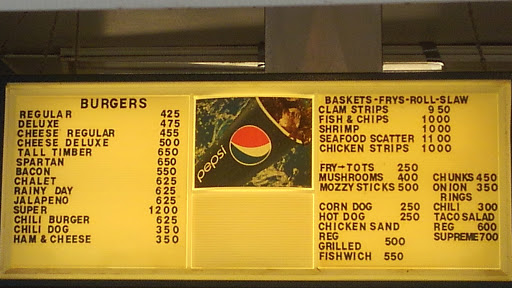 BURGERS
REGULAR 425
DELUXE 475
CHEESE REGULAR 455
CHEESE DELUXE 500
TALL TIMBER 650
SPARTAN 650
BACON 550
CHALET 625
RAINY DAY 625
JALAPENO 625
SUPER 1200
CHILI BURGER 625
CHILI DOG 350
HAM & CHEESE 350
pepsi
BASKETS-FRYS-ROLL-SLAW
CLAM STRIPS 950
FISH & CHIPS 1000
SHRIMP 1000
SEAFOOD SCATTER 1100
CHICKEN STRIPS 1000
FRY-TOTS 250
MUSHROOMS 400
MOZZY STICKS 500
CORN DOG 250
HOT DOG 250
CHICKEN SAND
REG
GRILLED 500
FISHWICH 550
CHUNKS 450
ONION 350
RINGS
CHILI 300
TACO SALAD
REG 600
SUPREME 700